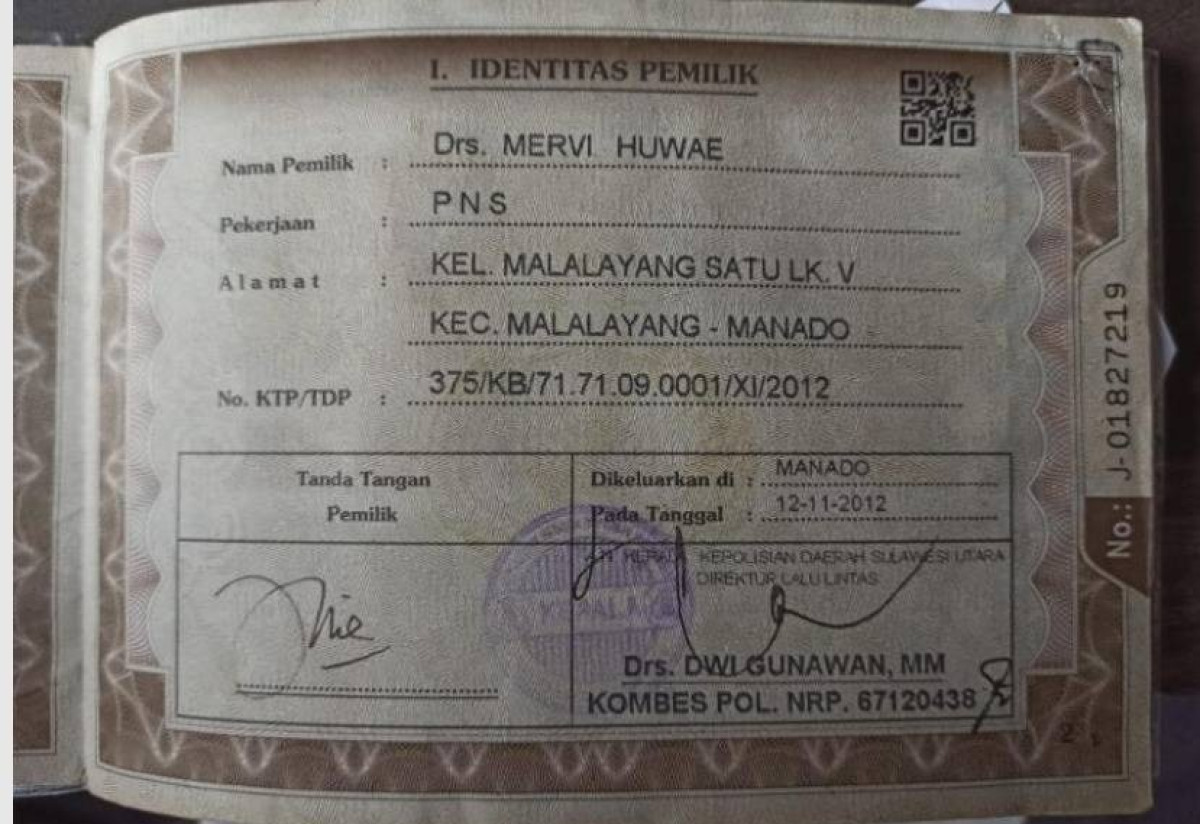 I. IDENTITAS PEMILIK
Nama Pemilik : Drs. MERVI HUWAE
Pekerjaan : P N S
Alamat : KEL. MALALAYANG SATU LK. V
KEC. MALALAYANG - MANADO
No. KTP/TDP : 375/KB/71.71.09.0001/XI/2012
Tanda Tangan
Pemilik
Dikeluarkan di : MANADO
Pada Tanggal : 12-11-2012
KEPOLISIAN DAERAH SULAWESI UTARA
DIREKTUR LALU LINTAS
KEPALA
Drs. DWI GUNAWAN, MM
KOMBES POL. NRP. 67120438
No.: J-01827219
2